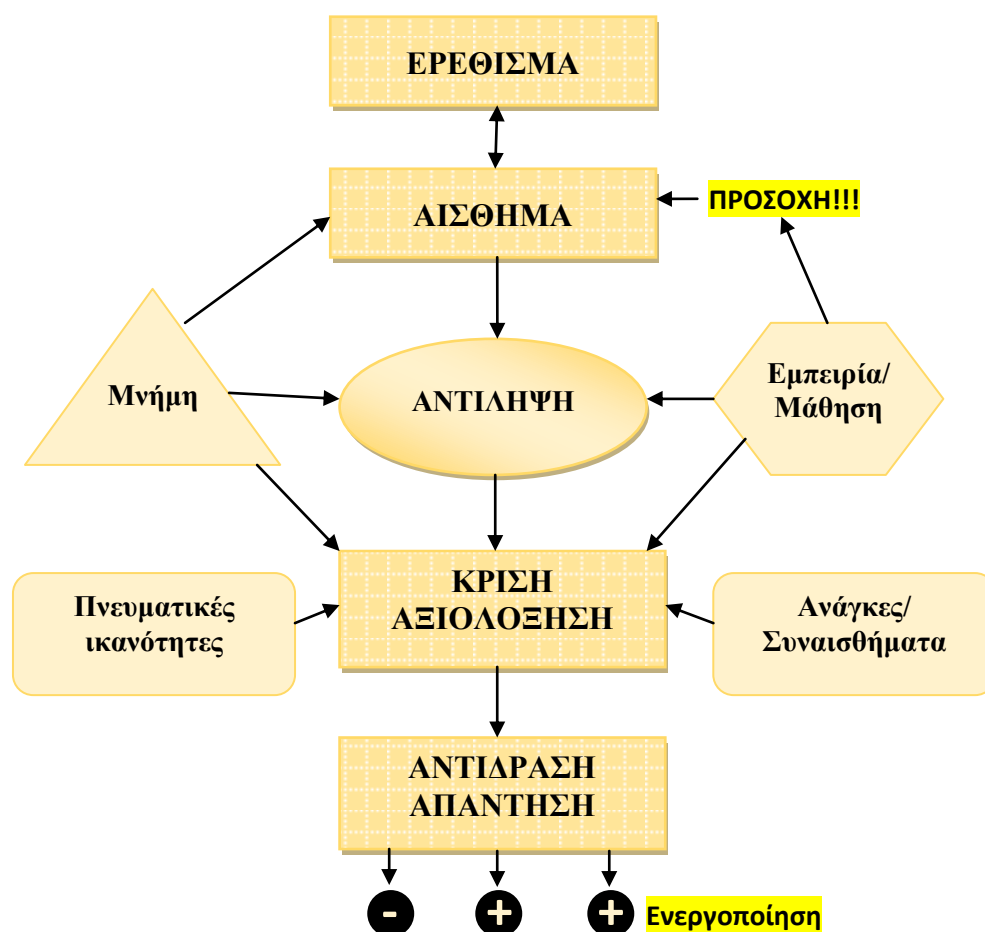 ΕΡΕΘΙΣΜΑ
ΑΙΣΘΗΜΑ
ΠΡΟΣΟΧΗ!!!
Μνήμη
ΑΝΤΙΛΗΨΗ
Εμπειρία/
Μάθηση
Πνευματικές
ικανότητες
ΚΡΙΣΗ
ΑΞΙΟΛΟΞΗΣΗ
Ανάγκες/
Συναισθήματα
ΑΝΤΙΔΡΑΣΗ
ΑΠΑΝΤΗΣΗ
- + + Ενεργοποίηση